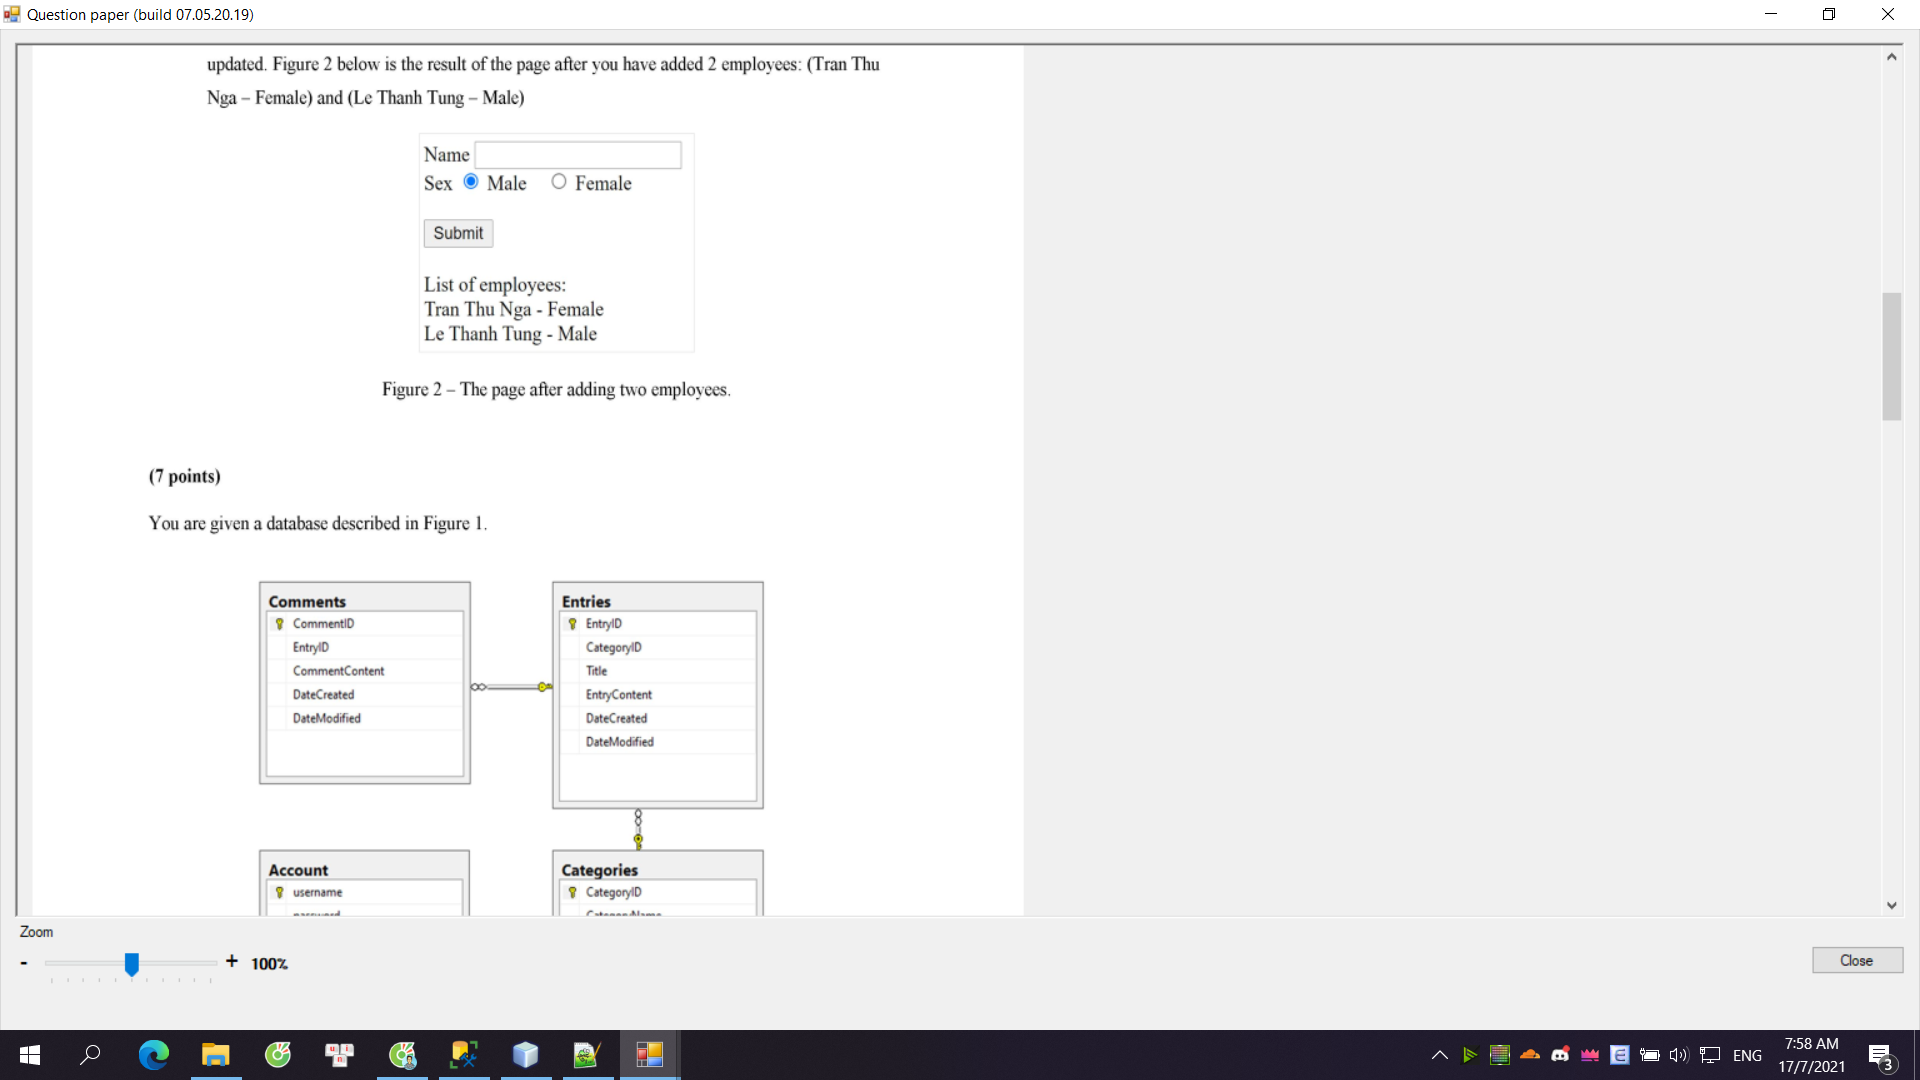 Question paper (build 07.05.20.19)
updated. Figure 2 below is the result of the page after you have added 2 employees: (Tran Thu
Nga – Female) and (Le Thanh Tung – Male)
Name
Sex Male Female
Submit
List of employees:
Tran Thu Nga - Female
Le Thanh Tung - Male
Figure 2 – The page after adding two employees.
(7 points)
You are given a database described in Figure 1.
Comments
CommentID
EntryID
CommentContent
DateCreated
DateModified
Entries
EntryID
CategoryID
Title
EntryContent
DateCreated
DateModified
Account
username
password
Categories
CategoryID
CategoryName
Zoom
- + 100%
Close
ENG
7:58 AM
17/7/2021
3